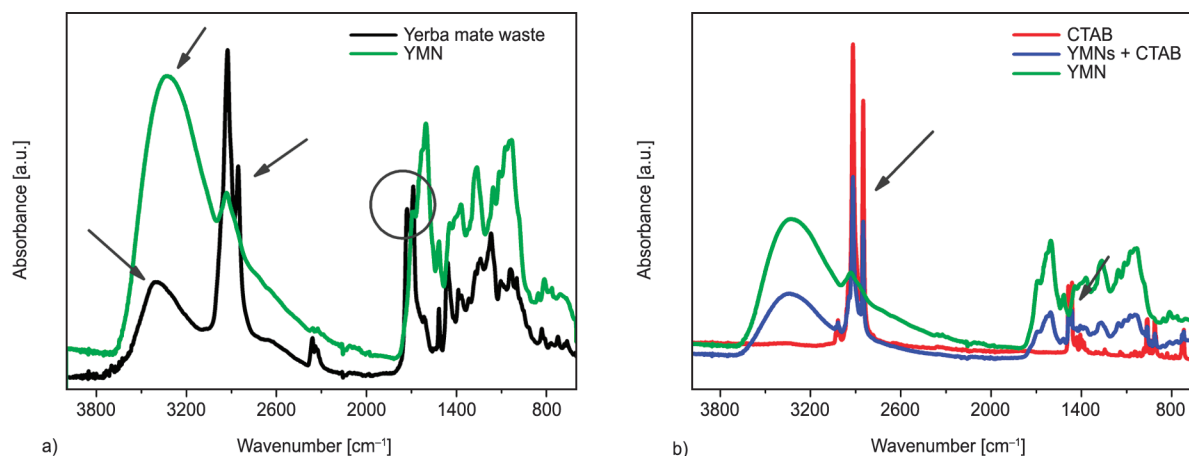 Yerba mate waste
YMN
Absorbance [a.u.]
3800 3200 2600 2000 1400 800
Wavenumber [cm⁻¹]
a)
CTAB
YMNs + CTAB
YMN
Absorbance [a.u.]
3800 3200 2600 2000 1400 800
Wavenumber [cm⁻¹]
b)